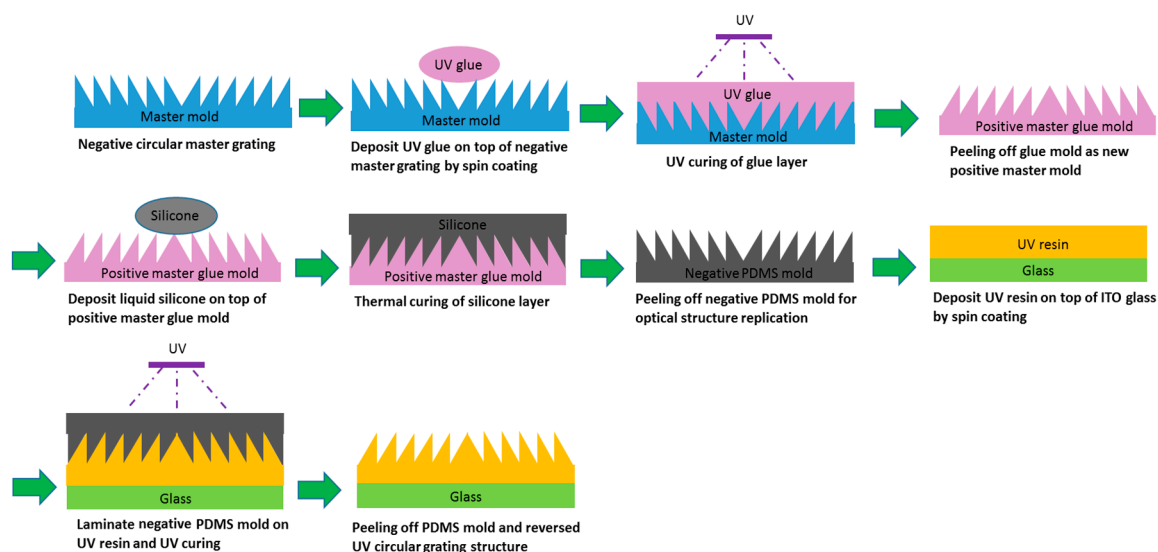 UV
UV glue
Master mold
Negative circular master grating
Master mold
Deposit UV glue on top of negative
master grating by spin coating
UV glue
Master mold
UV curing of glue layer
Positive master glue mold
Peeling off glue mold as new
positive master mold
Silicone
Positive master glue mold
Deposit liquid silicone on top of
positive master glue mold
Silicone
Positive master glue mold
Thermal curing of silicone layer
Negative PDMS mold
Peeling off negative PDMS mold for
optical structure replication
UV resin
Glass
Deposit UV resin on top of ITO glass
by spin coating
UV
Glass
Laminate negative PDMS mold on
UV resin and UV curing
Glass
Peeling off PDMS mold and reversed
UV circular grating structure